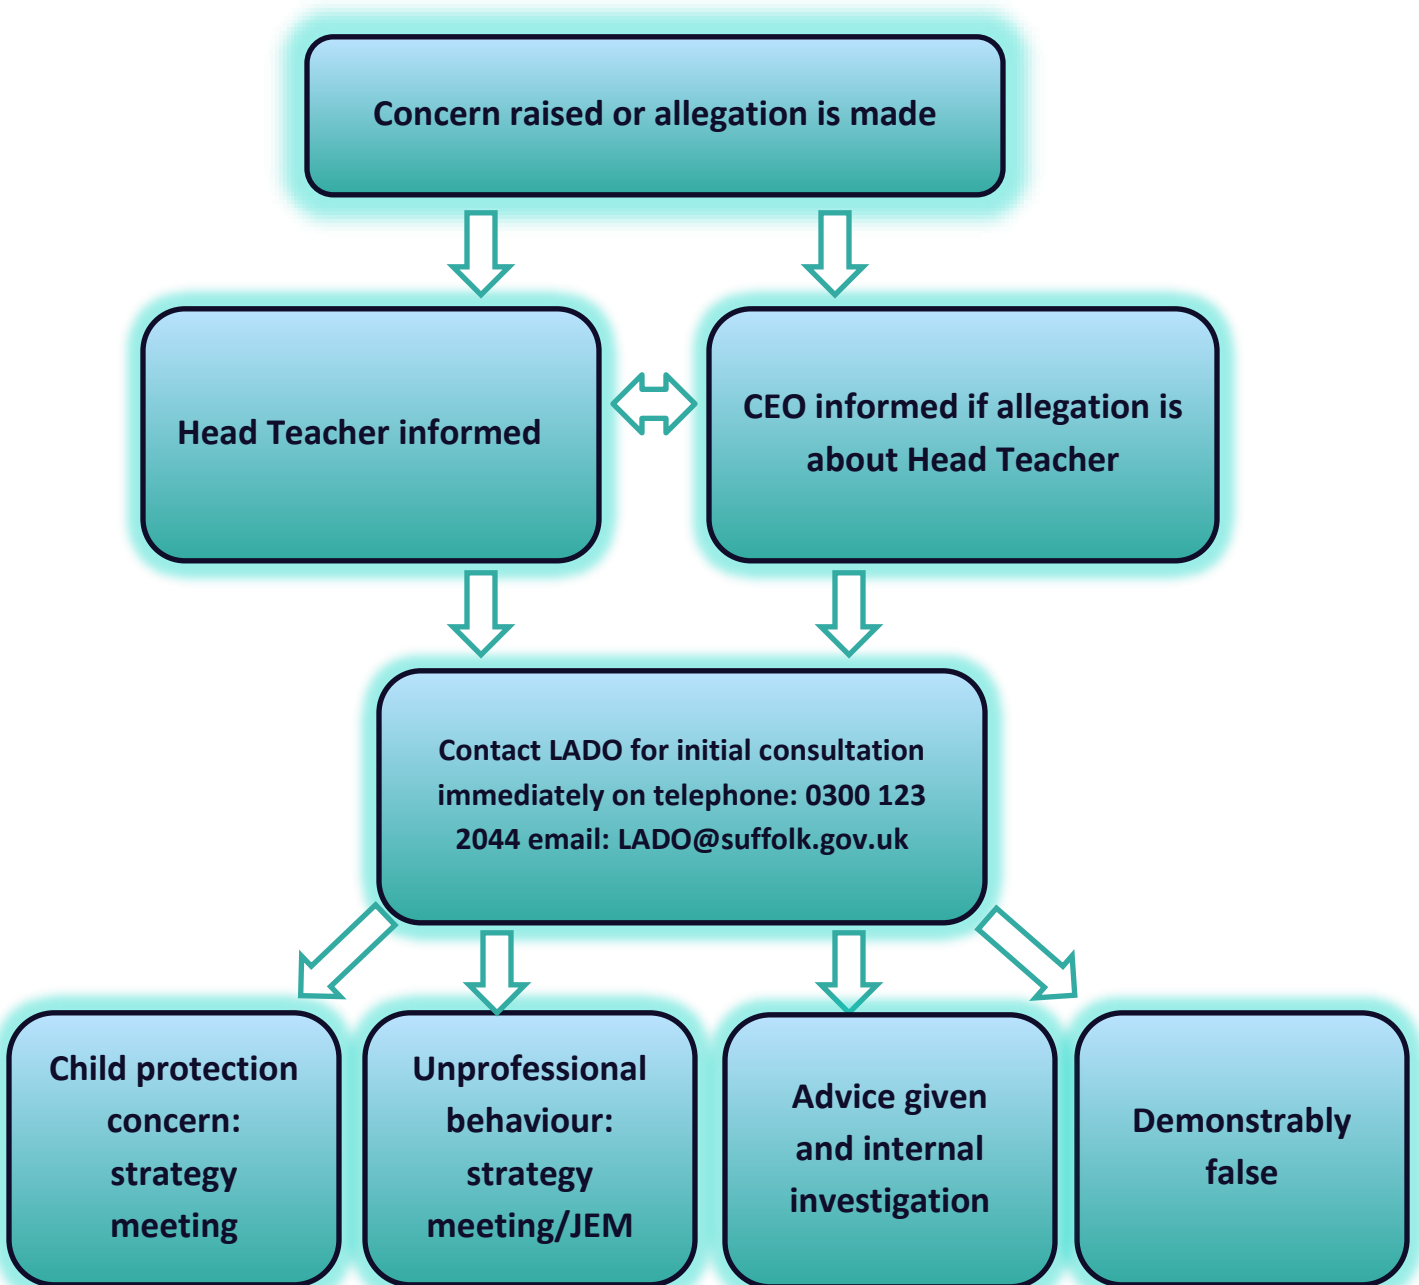 Concern raised or allegation is made
Head Teacher informed
CEO informed if allegation is
about Head Teacher
Contact LADO for initial consultation
immediately on telephone: 0300 123
2044 email: LADO@suffolk.gov.uk
Child protection
concern:
strategy
meeting
Unprofessional
behaviour:
strategy
meeting/JEM
Advice given
and internal
investigation
Demonstrably
false